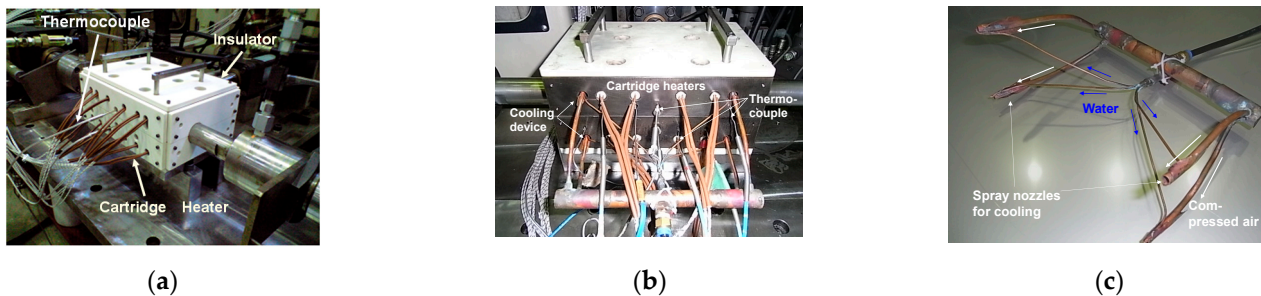 Thermocouple
Insulator
Cartridge Heater
Cartridge heaters
Cooling
device
Thermo-
couple
Water
Spray nozzles
for cooling
Com-
pressed air
(a)
(b)
(c)